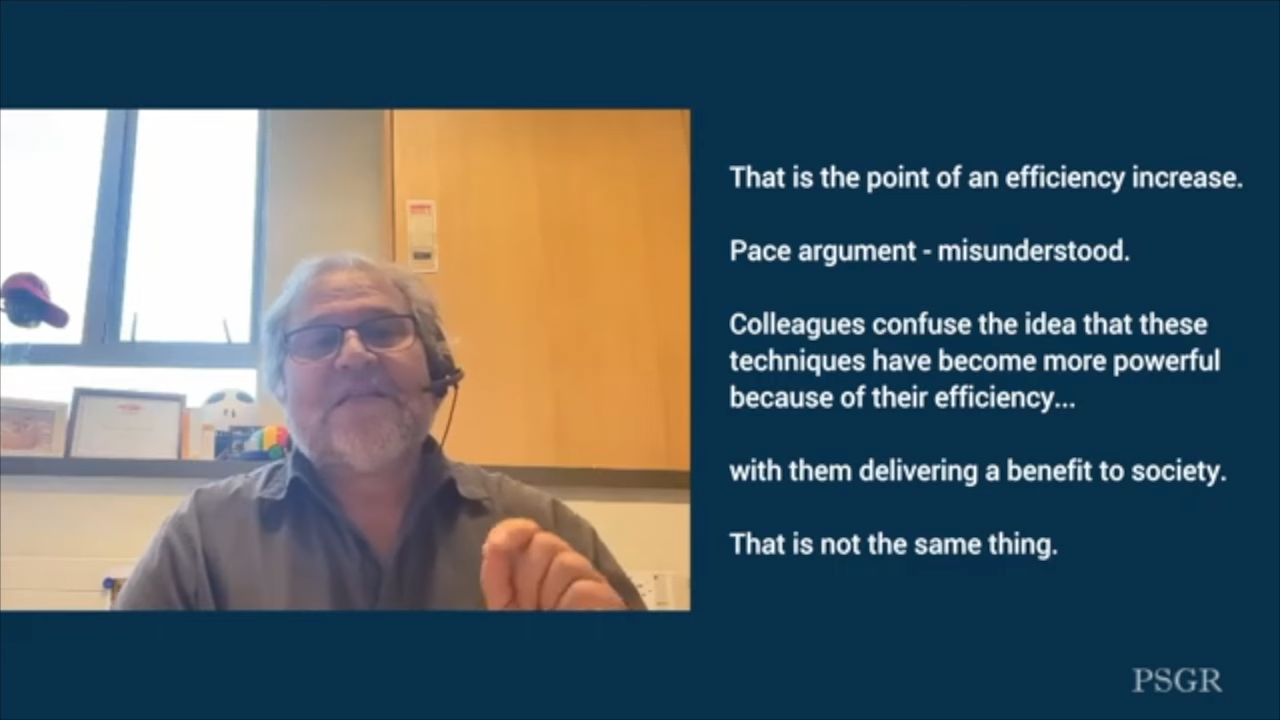 That is the point of an efficiency increase.
Pace argument - misunderstood.
Colleagues confuse the idea that these
techniques have become more powerful
because of their efficiency...
with them delivering a benefit to society.
That is not the same thing.
PSGR